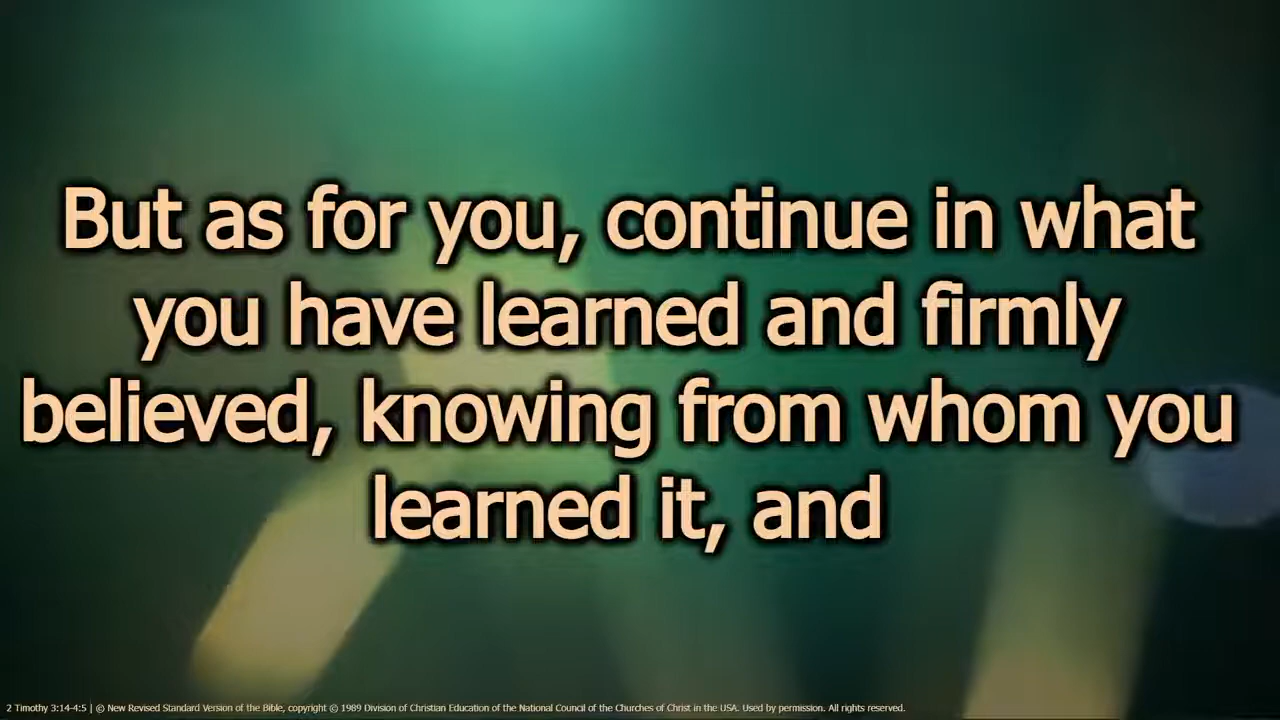 But as for you, continue in what
you have learned and firmly
believed, knowing from whom you
learned it, and
2 Timothy 3:14-4:5 | © New Revised Standard Version of the Bible, copyright © 1989 Division of Christian Education of the National Council of the Churches of Christ in the USA. Used by permission. All rights reserved.